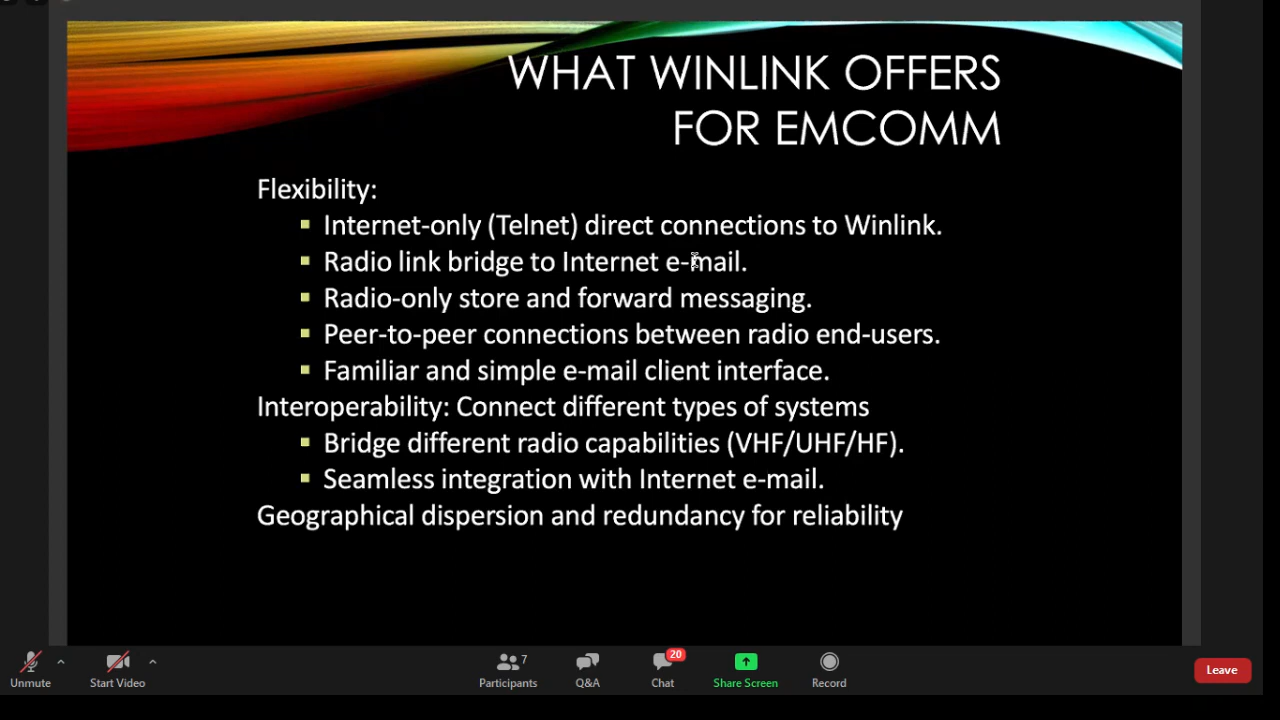 WHAT WINLINK OFFERS
FOR EMCOMM
Flexibility:
▪ Internet-only (Telnet) direct connections to Winlink.
▪ Radio link bridge to Internet e-mail.
▪ Radio-only store and forward messaging.
▪ Peer-to-peer connections between radio end-users.
▪ Familiar and simple e-mail client interface.
Interoperability: Connect different types of systems
▪ Bridge different radio capabilities (VHF/UHF/HF).
▪ Seamless integration with Internet e-mail.
Geographical dispersion and redundancy for reliability
7
20
Unmute
Start Video
Participants
Q&A
Chat
Share Screen
Record
Leave